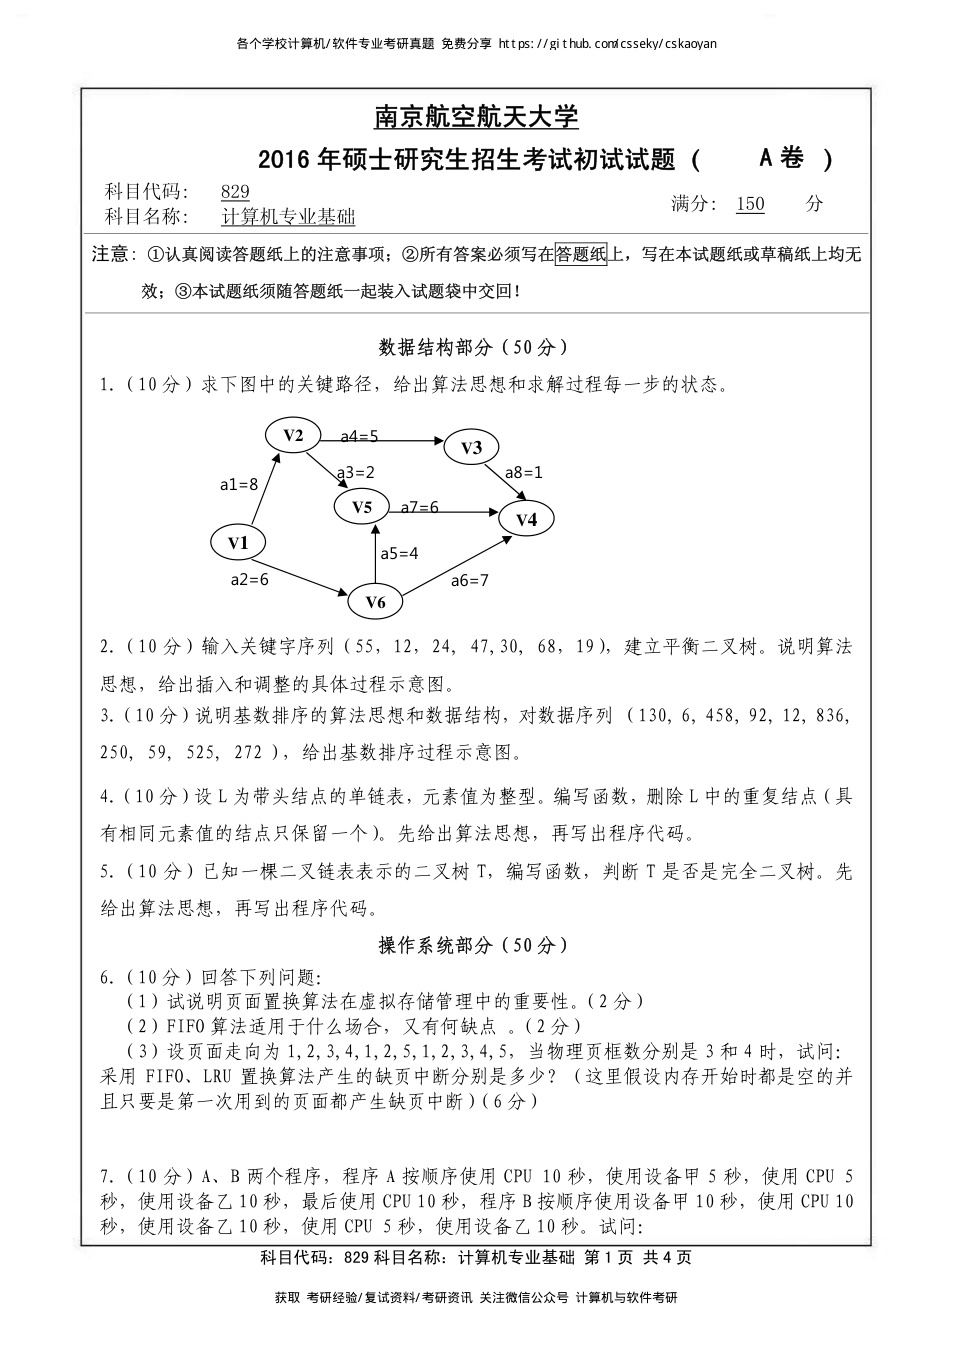 各个学校计算机/软件专业考研真题 免费分享 https://github.com/csseky/cskaoyan
南京航空航天大学
2016 年硕士研究生招生考试初试试题（ A 卷 ）
科目代码： 829
满分： 150 分
科目名称： 计算机专业基础
注意：①认真阅读答题纸上的注意事项；②所有答案必须写在答题纸上，写在本试题纸或草稿纸上均无
效；③本试题纸须随答题纸一起装入试题袋中交回！
数据结构部分（50 分）
1.（10 分）求下图中的关键路径，给出算法思想和求解过程每一步的状态。
V2
a4=5
V3
a3=2
a8=1
a1=8
V5
a7=6
V4
V1
a5=4
a2=6
a6=7
V6
2.（10 分）输入关键字序列（55，12，24, 47,30, 68，19），建立平衡二叉树。说明算法
思想，给出插入和调整的具体过程示意图。
3.（10 分）说明基数排序的算法思想和数据结构，对数据序列 （130, 6, 458, 92, 12, 836,
250, 59, 525, 272 ），给出基数排序过程示意图。
4.（10 分）设 L 为带头结点的单链表，元素值为整型。编写函数，删除 L 中的重复结点（具
有相同元素值的结点只保留一个）。先给出算法思想，再写出程序代码。
5.（10 分）已知一棵二叉链表表示的二叉树 T，编写函数，判断 T 是否是完全二叉树。先
给出算法思想，再写出程序代码。
操作系统部分（50 分）
6.（10 分）回答下列问题：
（1）试说明页面置换算法在虚拟存储管理中的重要性。（2 分）
（2）FIFO 算法适用于什么场合，又有何缺点 。（2 分）
（3）设页面走向为 1,2,3,4,1,2,5,1,2,3,4,5，当物理页框数分别是 3 和 4 时，试问：
采用 FIFO、LRU 置换算法产生的缺页中断分别是多少？（这里假设内存开始时都是空的并
且只要是第一次用到的页面都产生缺页中断）（6 分）
7.（10 分）A、B 两个程序，程序 A 按顺序使用 CPU 10 秒，使用设备甲 5 秒，使用 CPU 5
秒，使用设备乙 10 秒，最后使用 CPU 10 秒，程序 B 按顺序使用设备甲 10 秒，使用 CPU 10
秒，使用设备乙 10 秒，使用 CPU 5 秒，使用设备乙 10 秒。试问：
科目代码：829 科目名称：计算机专业基础 第 1 页 共 4 页
获取 考研经验/复试资料/考研资讯 关注微信公众号 计算机与软件考研